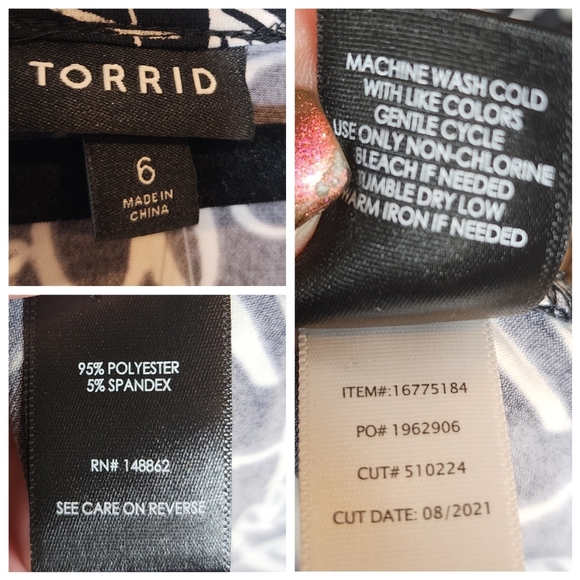 TORRID
6
MADE IN
CHINA
MACHINE WASH COLD
WITH LIKE COLORS
GENTLE CYCLE
USE ONLY NON-CHLORINE
BLEACH IF NEEDED
TUMBLE DRY LOW
WARM IRON IF NEEDED
95% POLYESTER
5% SPANDEX
RN# 148862
SEE CARE ON REVERSE
ITEM#:16775184
PO# 1962906
CUT# 510224
CUT DATE: 08/2021